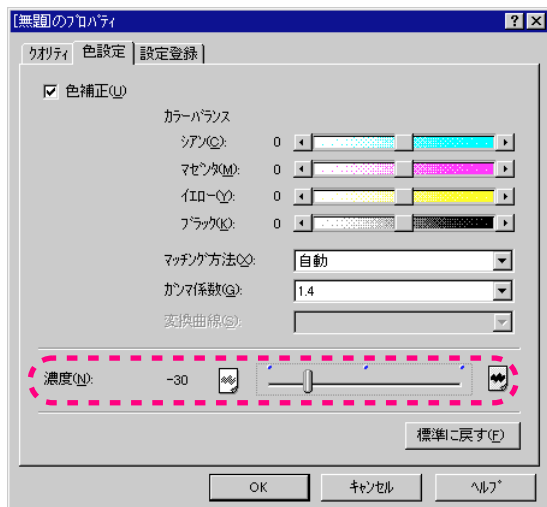 [無題]のﾌﾟﾛﾊﾟﾃｨ
ｸｵﾘﾃｨ 色設定 設定登録
色補正(U)
ｶﾗｰﾊﾞﾗﾝｽ
ｼｱﾝ(C): 0
ﾏｾﾞﾝﾀ(M): 0
ｲｴﾛｰ(Y): 0
ﾌﾞﾗｯｸ(K): 0
ﾏｯﾁﾝｸﾞ方法(X): 自動
ｶﾞﾝﾏ係数(G): 1.4
変換曲線(S):
濃度(N): -30
標準に戻す(F)
OK ｷｬﾝｾﾙ ﾍﾙﾌﾟ